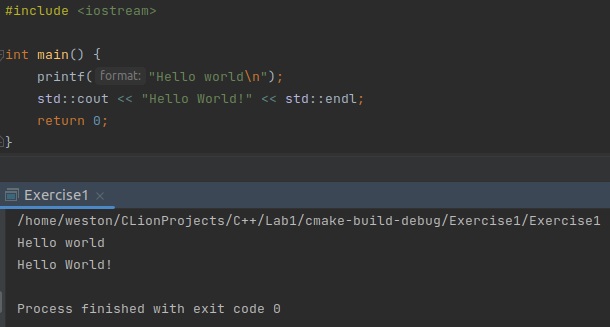 #include <iostream>
int main() {
    printf( format: "Hello world\n");
    std::cout << "Hello World!" << std::endl;
    return 0;
}
Exercise1 ×
/home/weston/CLionProjects/C++/Lab1/cmake-build-debug/Exercise1/Exercise1
Hello world
Hello World!
Process finished with exit code 0